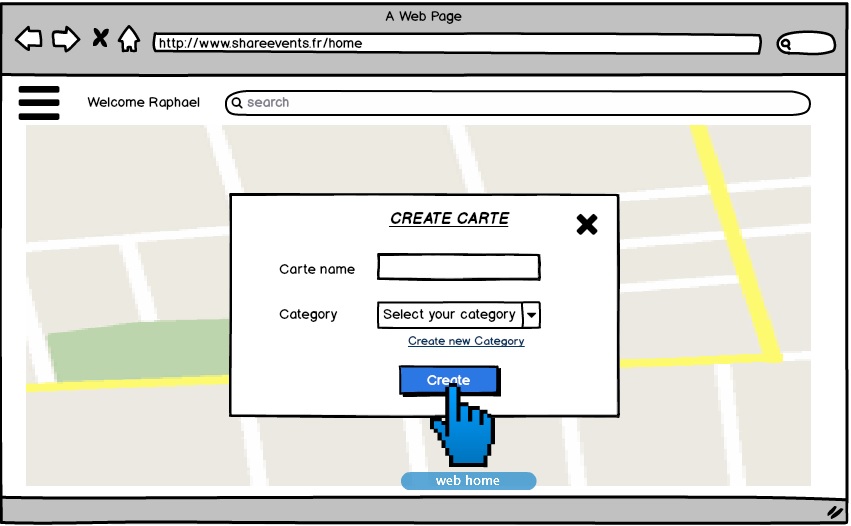 A Web Page
http://www.shareevents.fr/home
Welcome Raphael
search
CREATE CARTE
Carte name
Category
Select your category
Create new Category
Create
web home